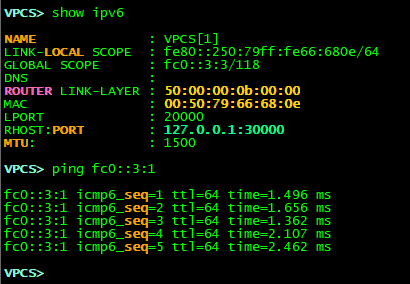 VPCS> show ipv6
NAME : VPCS[1]
LINK-LOCAL SCOPE : fe80::250:79ff:fe66:680e/64
GLOBAL SCOPE : fc0::3:3/118
DNS :
ROUTER LINK-LAYER : 50:00:00:0b:00:00
MAC : 00:50:79:66:68:0e
LPORT : 20000
RHOST:PORT : 127.0.0.1:30000
MTU: : 1500
VPCS> ping fc0::3:1
fc0::3:1 icmp6_seq=1 ttl=64 time=1.496 ms
fc0::3:1 icmp6_seq=2 ttl=64 time=1.656 ms
fc0::3:1 icmp6_seq=3 ttl=64 time=1.362 ms
fc0::3:1 icmp6_seq=4 ttl=64 time=2.107 ms
fc0::3:1 icmp6_seq=5 ttl=64 time=2.462 ms
VPCS>